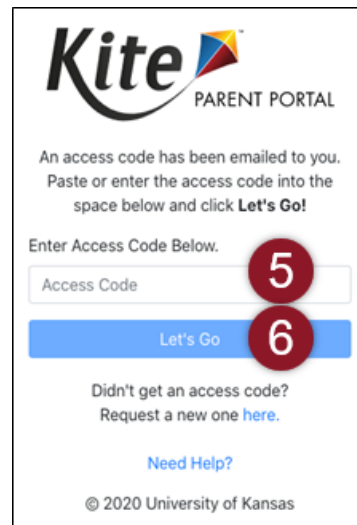 Kite
PARENT PORTAL
An access code has been emailed to you.
Paste or enter the access code into the
space below and click Let's Go!
Enter Access Code Below.
Access Code
5
Let's Go
6
Didn't get an access code?
Request a new one here.
Need Help?
© 2020 University of Kansas